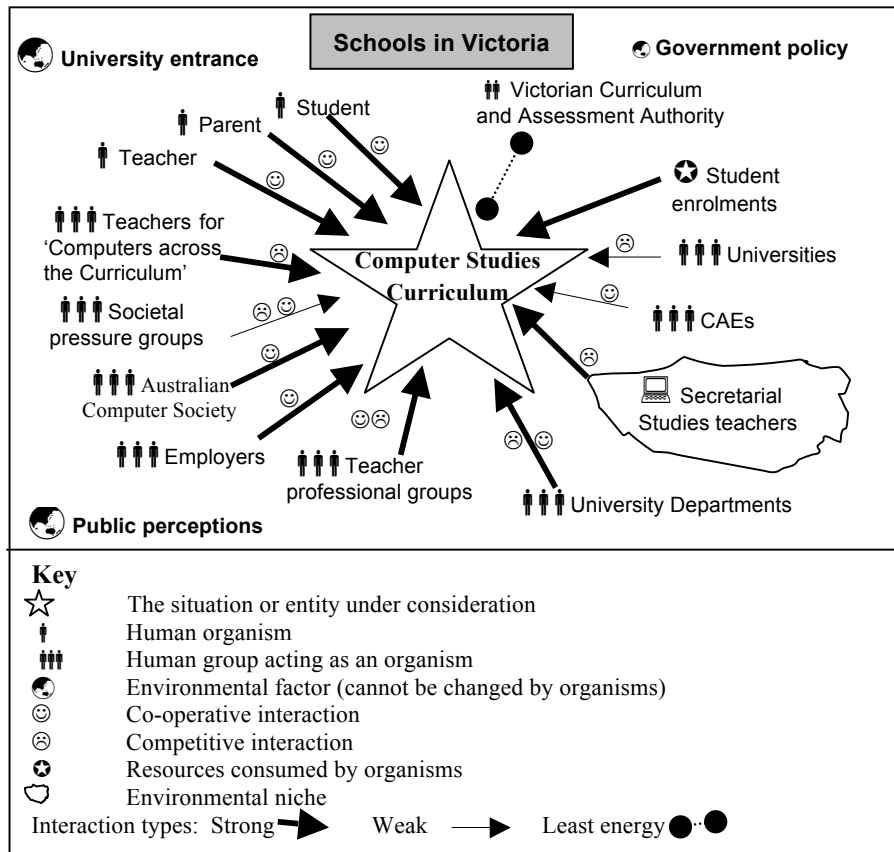 Schools in Victoria
University entrance
Government policy
Student
Parent
Teacher
Victorian Curriculum
and Assessment Authority
Student
enrolments
Teachers for
‘Computers across
the Curriculum’
Computer Studies
Curriculum
Universities
Societal
pressure groups
CAEs
Australian
Computer Society
Secretarial
Studies teachers
Employers
Teacher
professional groups
University Departments
Public perceptions
Key
The situation or entity under consideration
Human organism
Human group acting as an organism
Environmental factor (cannot be changed by organisms)
Co-operative interaction
Competitive interaction
Resources consumed by organisms
Environmental niche
Interaction types: Strong Weak Least energy